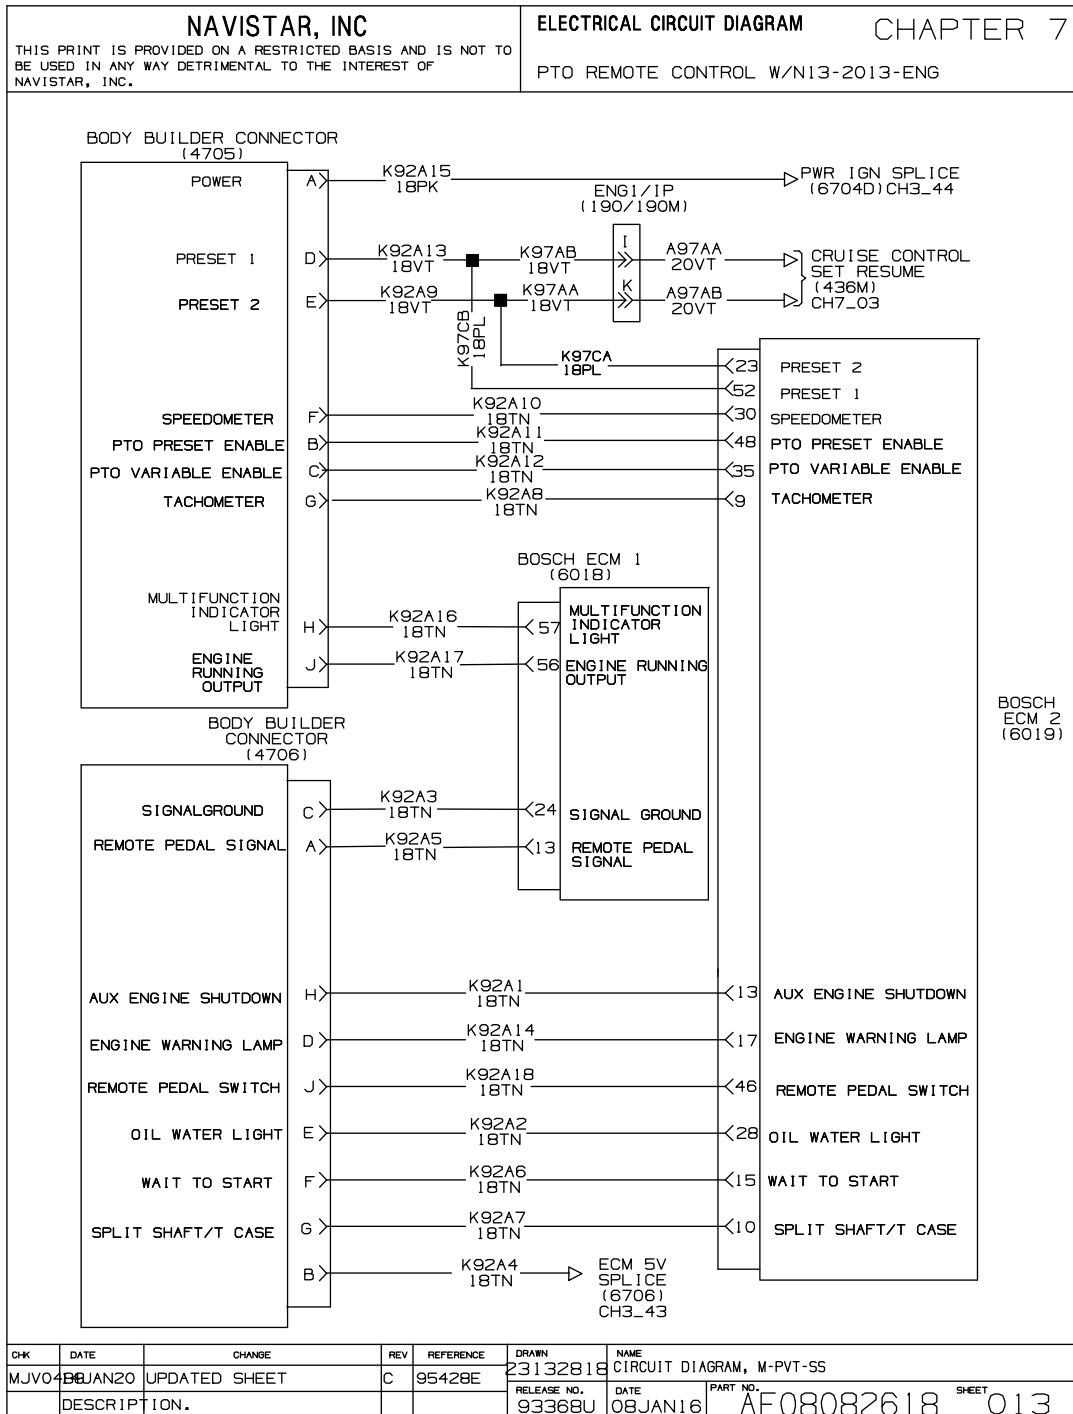 NAVISTAR, INC
THIS PRINT IS PROVIDED ON A RESTRICTED BASIS AND IS NOT TO
BE USED IN ANY WAY DETRIMENTAL TO THE INTEREST OF
NAVISTAR, INC.
ELECTRICAL CIRCUIT DIAGRAM
CHAPTER 7
PTO REMOTE CONTROL W/N13-2013-ENG
BODY BUILDER CONNECTOR
(4705)
POWER
A
K92A15
18PK
PWR IGN SPLICE
(6704D)CH3_44
ENG1/IP
(190/190M)
PRESET 1
D
K92A13
18VT
K97AB
18VT
I
A97AA
20VT
PRESET 2
E
K92A9
18VT
K97AA
18VT
K
A97AB
20VT
CRUISE CONTROL
SET RESUME
(436M)
CH7_03
K97CB
18PL
K97CA
18PL
23
PRESET 2
52
PRESET 1
SPEEDOMETER
F
K92A10
18TN
30
SPEEDOMETER
PTO PRESET ENABLE
B
K92A11
18TN
48
PTO PRESET ENABLE
PTO VARIABLE ENABLE
C
K92A12
18TN
35
PTO VARIABLE ENABLE
TACHOMETER
G
K92A8
18TN
9
TACHOMETER
BOSCH ECM 1
(6018)
MULTIFUNCTION
INDICATOR
LIGHT
H
K92A16
18TN
57
MULTIFUNCTION
INDICATOR
LIGHT
ENGINE
RUNNING
OUTPUT
J
K92A17
18TN
56
ENGINE RUNNING
OUTPUT
BOSCH
ECM 2
(6019)
BODY BUILDER
CONNECTOR
(4706)
SIGNALGROUND
C
K92A3
18TN
24
SIGNAL GROUND
REMOTE PEDAL SIGNAL
A
K92A5
18TN
13
REMOTE PEDAL
SIGNAL
AUX ENGINE SHUTDOWN
H
K92A1
18TN
13
AUX ENGINE SHUTDOWN
ENGINE WARNING LAMP
D
K92A14
18TN
17
ENGINE WARNING LAMP
REMOTE PEDAL SWITCH
J
K92A18
18TN
46
REMOTE PEDAL SWITCH
OIL WATER LIGHT
E
K92A2
18TN
28
OIL WATER LIGHT
WAIT TO START
F
K92A6
18TN
15
WAIT TO START
SPLIT SHAFT/T CASE
G
K92A7
18TN
10
SPLIT SHAFT/T CASE
B
K92A4
18TN
ECM 5V
SPLICE
(6706)
CH3_43
CHK
DATE
CHANGE
REV
REFERENCE
DRAWN
23132818
NAME
CIRCUIT DIAGRAM, M-PVT-SS
UPDATED SHEET
C
95428E
RELEASE NO.
93368U
DATE
08JAN16
PART NO.
AF08082618
SHEET
013
DESCRIPTION.